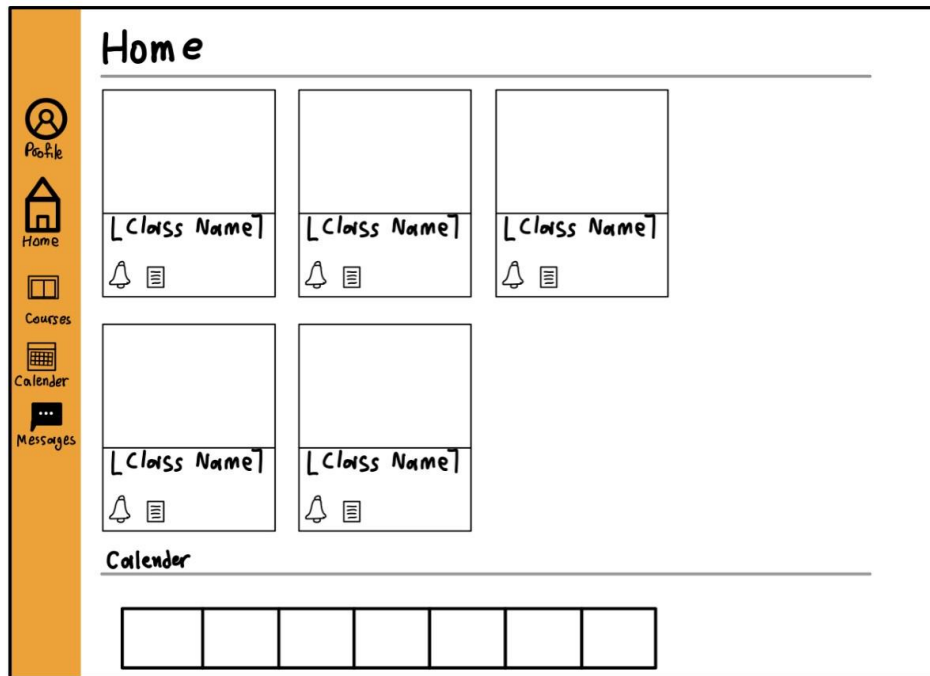 Home
Profile
Home
Courses
Calender
Messages
[Class Name]
[Class Name]
[Class Name]
[Class Name]
[Class Name]
Calender